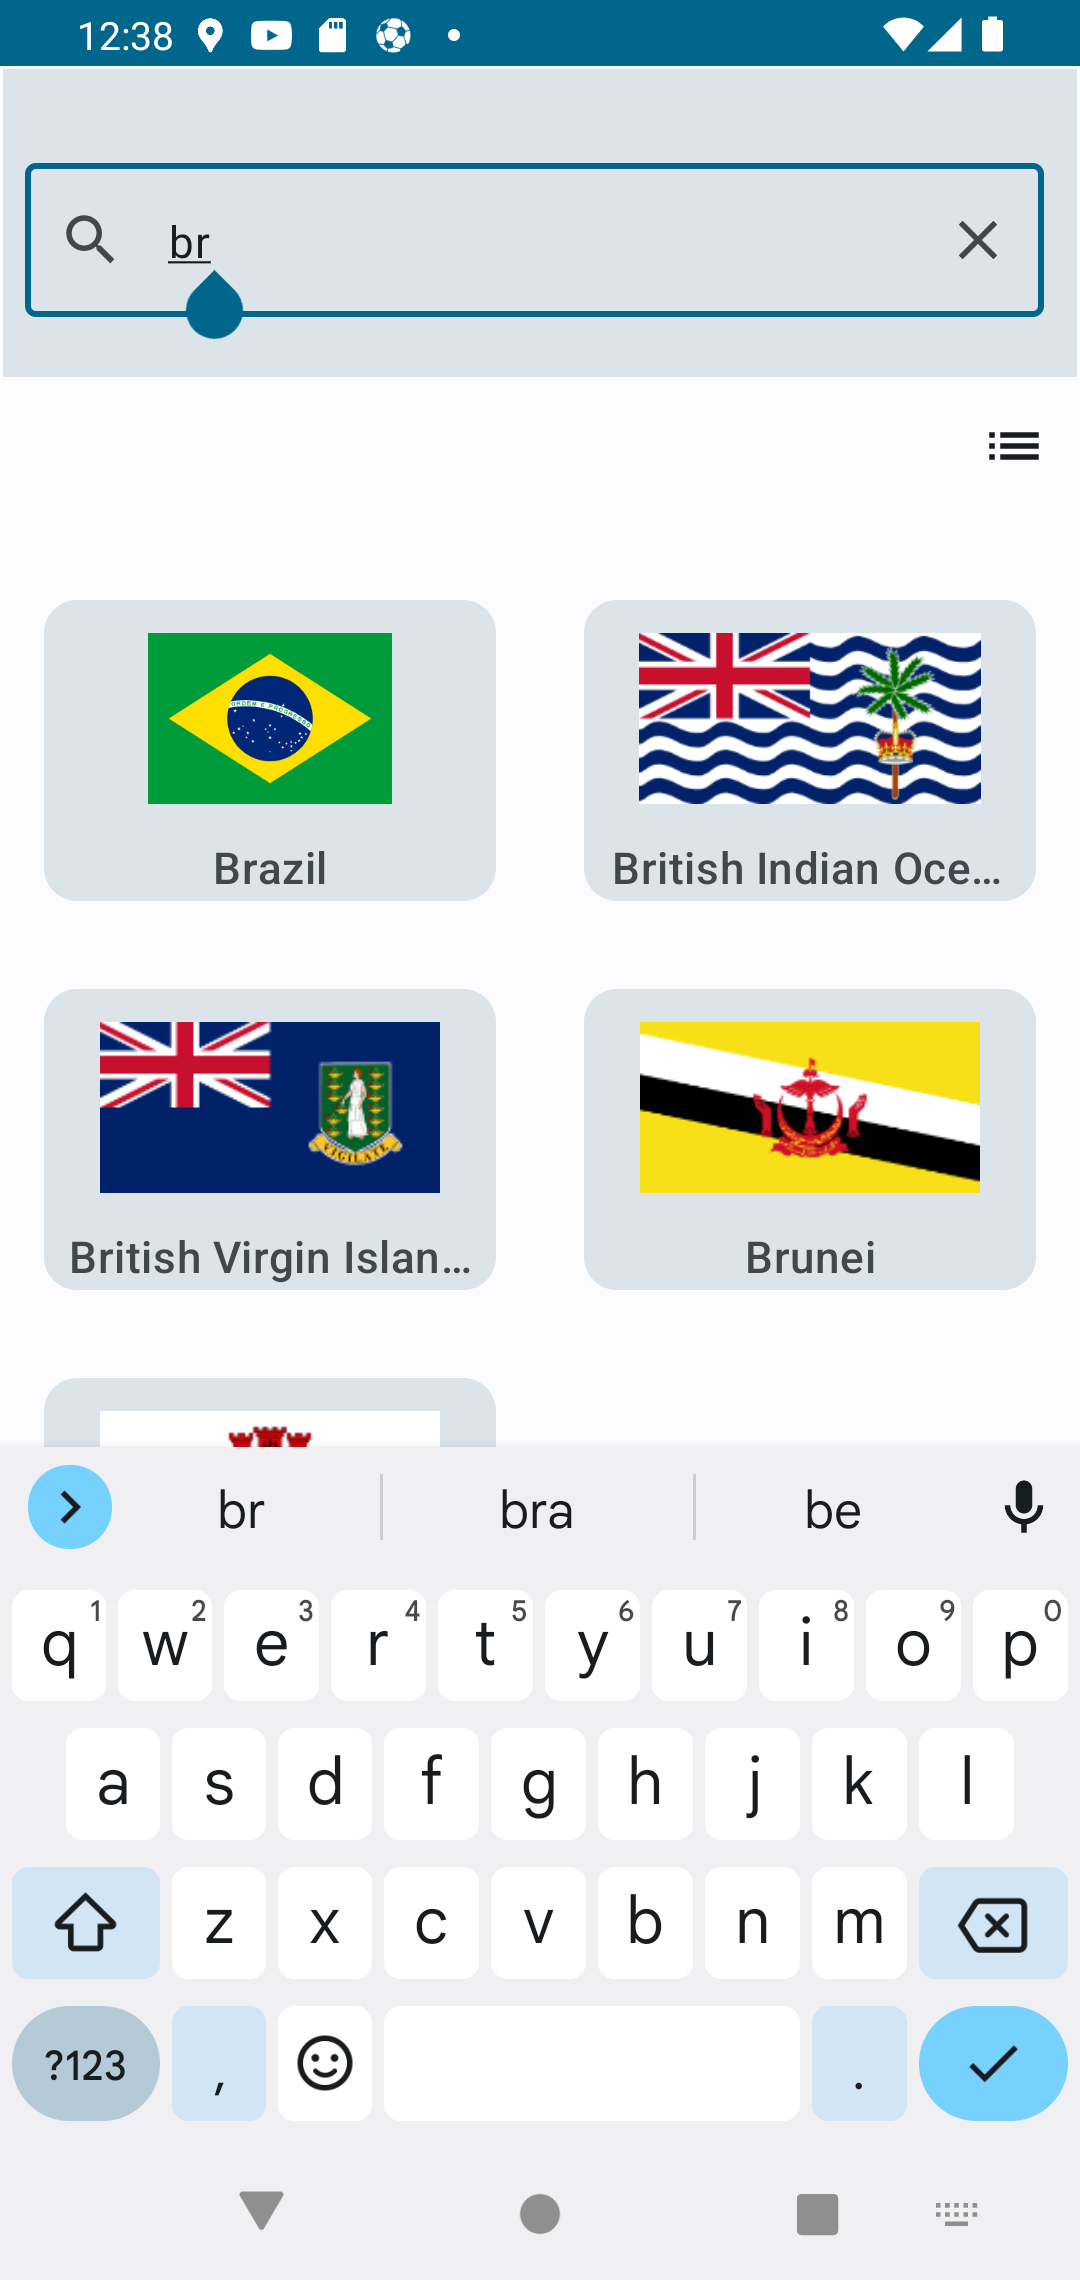 12:38
br
Brazil
British Indian Oce...
British Virgin Islan...
VIGILATE
Brunei
br bra be
q 1 w 2 e 3 r 4 t 5 y 6 u 7 i 8 o 9 p 0
a s d f g h j k l
z x c v b n m
?123 , .